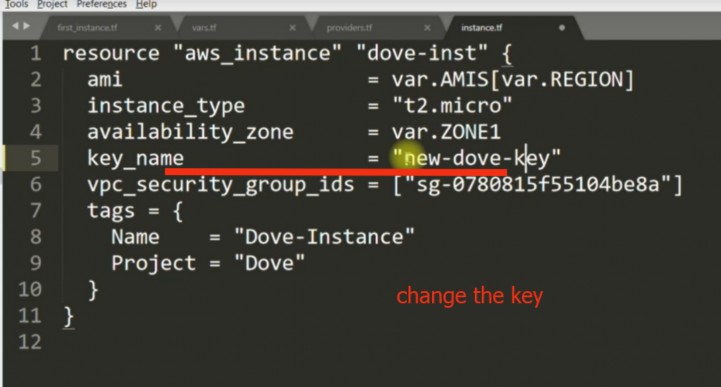 Tools Project Preferences Help
first_instance.tf × vars.tf × providers.tf × instance.tf
1 resource "aws_instance" "dove-inst" {
2 ami = var.AMIS[var.REGION]
3 instance_type = "t2.micro"
4 availability_zone = var.ZONE1
5 key_name = "new-dove-key"
6 vpc_security_group_ids = ["sg-0780815f55104be8a"]
7 tags = {
8 Name = "Dove-Instance"
9 Project = "Dove"
10 }
change the key
11 }
12